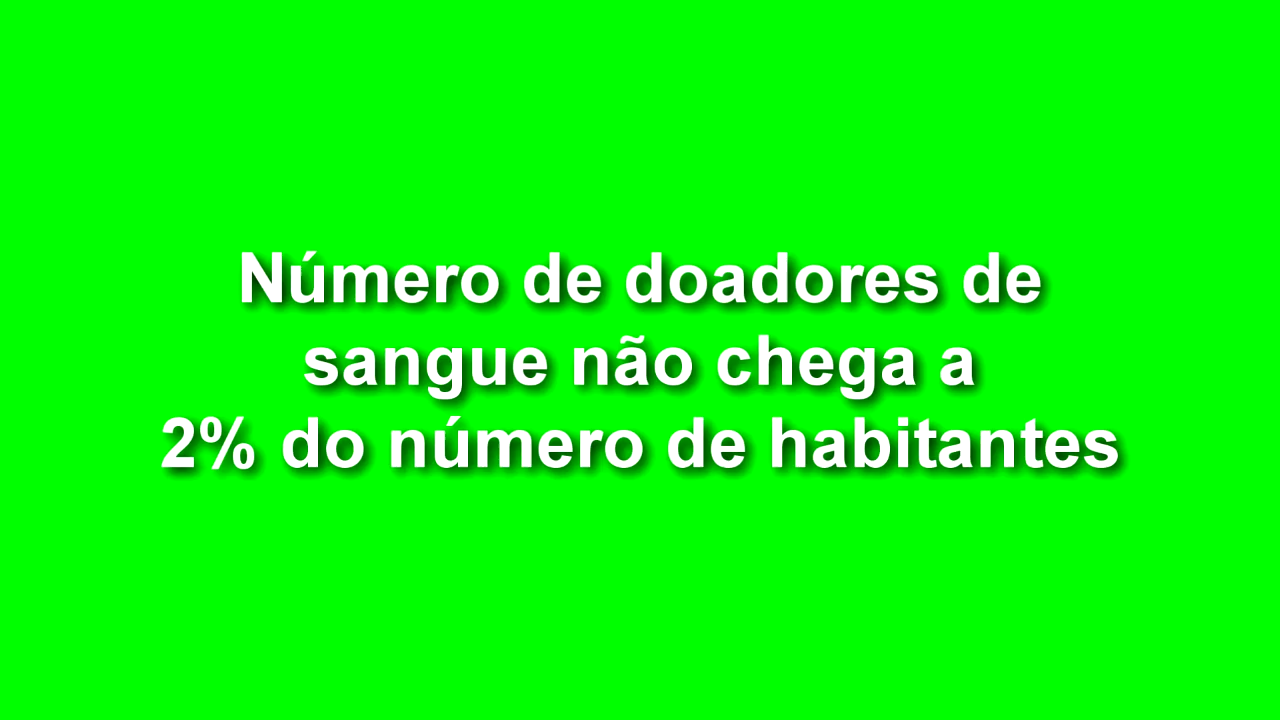 Número de doadores de
sangue não chega a
2% do número de habitantes